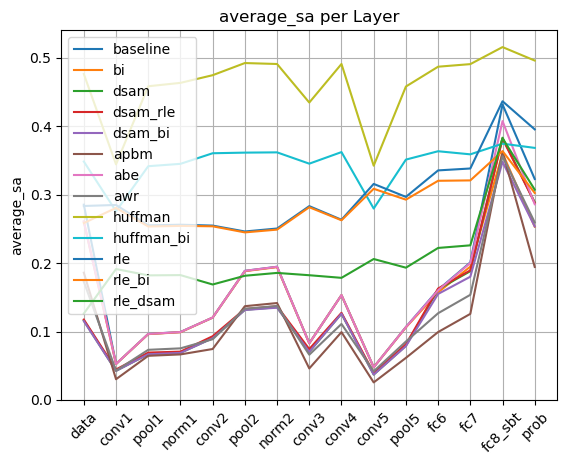 average_sa per Layer
average_sa
0.5
0.4
0.3
0.2
0.1
0.0
baseline
bi
dsam
dsam_rle
dsam_bi
apbm
abe
awr
huffman
huffman_bi
rle
rle_bi
rle_dsam
data
conv1
pool1
norm1
conv2
pool2
norm2
conv3
conv4
conv5
pool5
fc6
fc7
fc8_sbt
prob